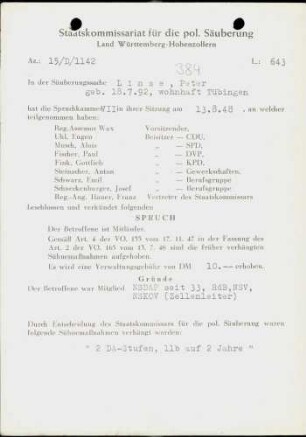 Staatskommissariat für die pol. Säuberung
Land Württemberg-Hohenzollern
Az.: 15/D/1142 L.: 643
384
In der Säuberungssache Linse, Peter
geb. 18.7.92, wohnhaft Tübingen
hat die Spruchkammer VII in ihrer Sitzung am 13.8.48, an welcher
teilgenommen haben:
Reg.Assessor Wax Vorsitzender,
Uhl, Eugen Beisitzer — CDU,
Munch, Alois „ — SPD,
Fischer, Paul „ — DVP,
Fink, Gottlieb „ — KPD,
Steinacher, Anton „ — Gewerkschaften,
Schwarz, Emil „ — Berufsgruppe
Schneckenburger, Josef „ — Berufsgruppe
Reg.-Ang. Hauer, Franz Vertreter des Staatskommissars
beschlossen und verkündet folgenden
SPRUCH
Der Betroffene ist Mitläufer.
Gemäß Art. 4 der VO. 133 vom 17. 11. 47 in der Fassung des
Art. 2 der VO. 165 vom 13. 7. 48 sind die früher verhängten
Sühnemaßnahmen aufgehoben.
Es wird eine Verwaltungsgebühr von DM 10.— erhoben.
Gründe
Der Betroffene war Mitglied NSDAP seit 33, RdB, NSV,
NSKOV (Zellenleiter)
Durch Entscheidung des Staatskommissars für die pol. Säuberung waren
folgende Sühnemaßnahmen verhängt worden:
" 2 DA-Stufen, 11b auf 2 Jahre "